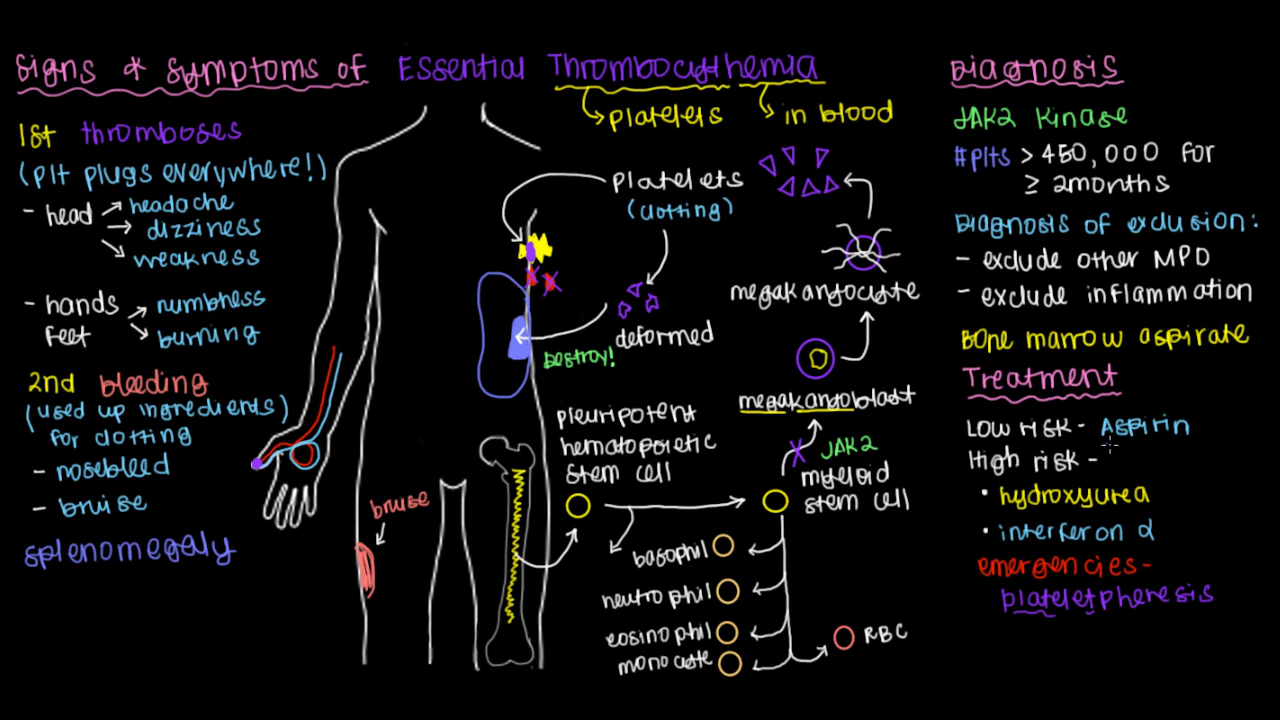 Signs & Symptoms of Essential Thrombocythemia
platelets
in blood
1st thromboses
(plt plugs everywhere!)
- head
headache
dizziness
weakness
- hands
feet
numbness
burning
2nd bleeding
(used up ingredients)
for clotting
- nosebleed
- bruise
splenomegaly
bruise
platelets
(clotting)
deformed
Destroy!
pleuripotent
hematopoietic
stem cell
megakaryocyte
megakaryoblast
JAK2
myeloid
stem cell
basophil
neutrophil
eosinophil
monocyte
RBC
Diagnosis
JAK2 Kinase
#plts > 450,000 for
≥ 2months
Diagnosis of exclusion:
- exclude other MPD
- exclude inflammation
Bone marrow aspirate
Treatment
Low risk - Aspirin
High risk -
• hydroxyurea
• interferon α
emergencies -
plateletpheresis